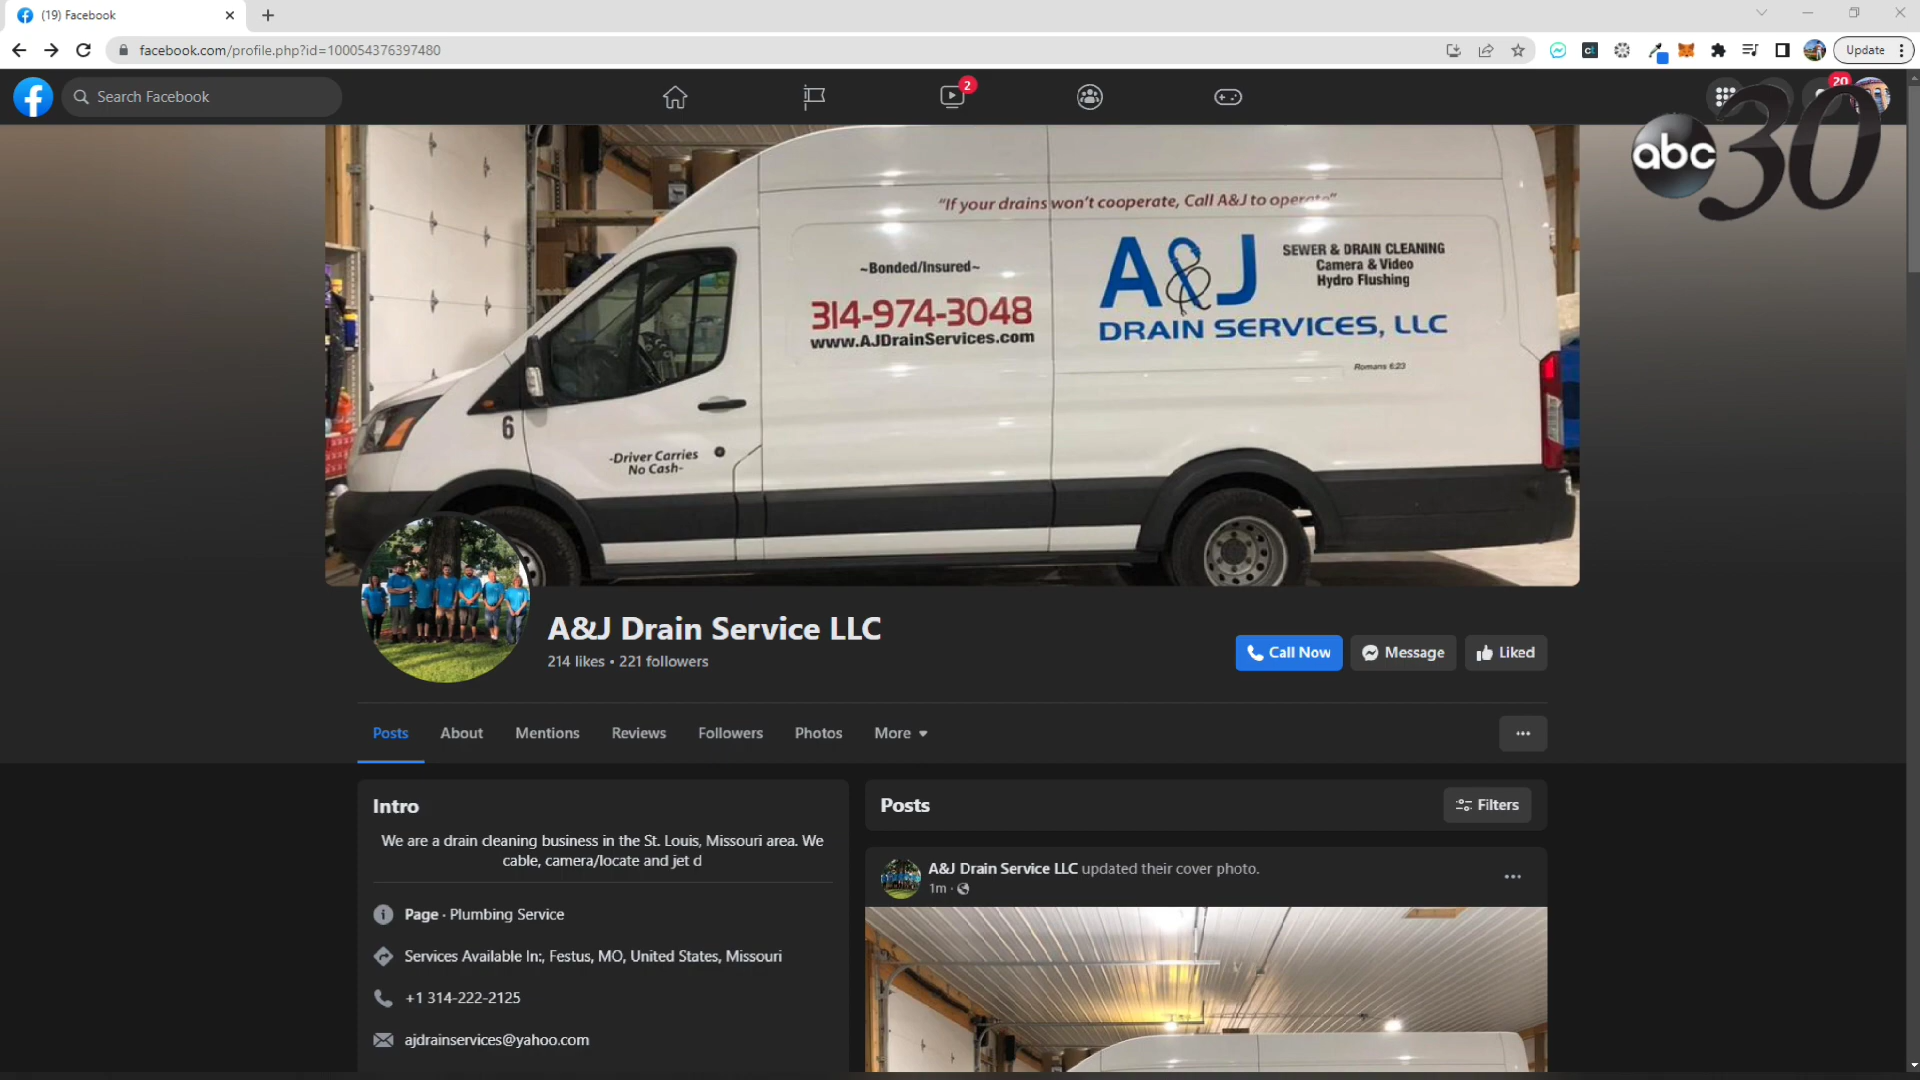 (19) Facebook
facebook.com/profile.php?id=100054376397480
Update
Search Facebook
2
20
abc 30
"If your drains won't cooperate, Call A&J to operate"
~Bonded/Insured~
314-974-3048
www.AJDrainServices.com
A&J
SEWER & DRAIN CLEANING
Camera & Video
Hydro Flushing
DRAIN SERVICES, LLC
Romans 6:23
6
-Driver Carries
No Cash-
A&J Drain Service LLC
214 likes • 221 followers
Call Now
Message
Liked
Posts
About
Mentions
Reviews
Followers
Photos
More
Intro
We are a drain cleaning business in the St. Louis, Missouri area. We
cable, camera/locate and jet d
Page · Plumbing Service
Services Available In:, Festus, MO, United States, Missouri
+1 314-222-2125
ajdrainservices@yahoo.com
Posts
Filters
A&J Drain Service LLC updated their cover photo.
1m ·